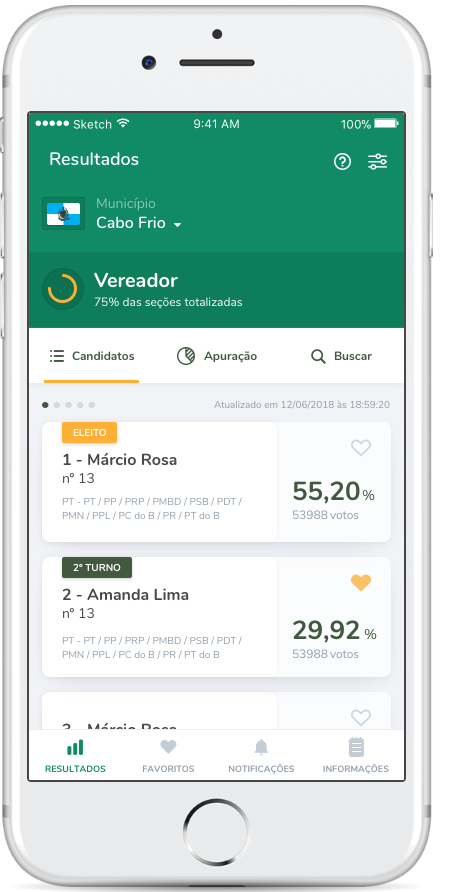 Sketch
9:41 AM
100%
Resultados
Município
Cabo Frio
Vereador
75% das seções totalizadas
Candidatos
Apuração
Buscar
Atualizado em 12/06/2018 às 18:59:20
ELEITO
1 - Márcio Rosa
nº 13
PT - PT / PP / PRP / PMBD / PSB / PDT /
PMN / PPL / PC do B / PR / PT do B
55,20%
53988 votos
2º TURNO
2 - Amanda Lima
nº 13
PT - PT / PP / PRP / PMBD / PSB / PDT /
PMN / PPL / PC do B / PR / PT do B
29,92 %
53988 votos
3 - Márcio Rosa
RESULTADOS
FAVORITOS
NOTIFICAÇÕES
INFORMAÇÕES